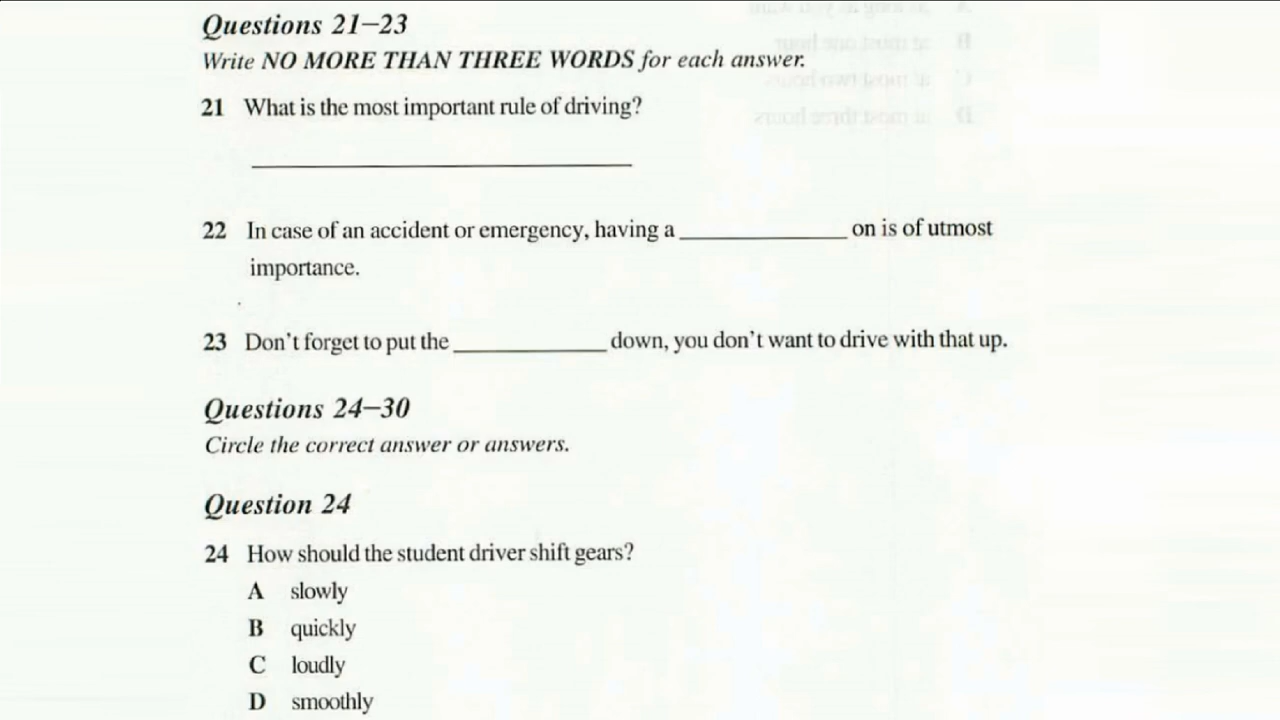 Questions 21–23
Write NO MORE THAN THREE WORDS for each answer.
21 What is the most important rule of driving?
22 In case of an accident or emergency, having a ____________ on is of utmost
importance.
23 Don't forget to put the ___________ down, you don't want to drive with that up.
Questions 24–30
Circle the correct answer or answers.
Question 24
24 How should the student driver shift gears?
A slowly
B quickly
C loudly
D smoothly